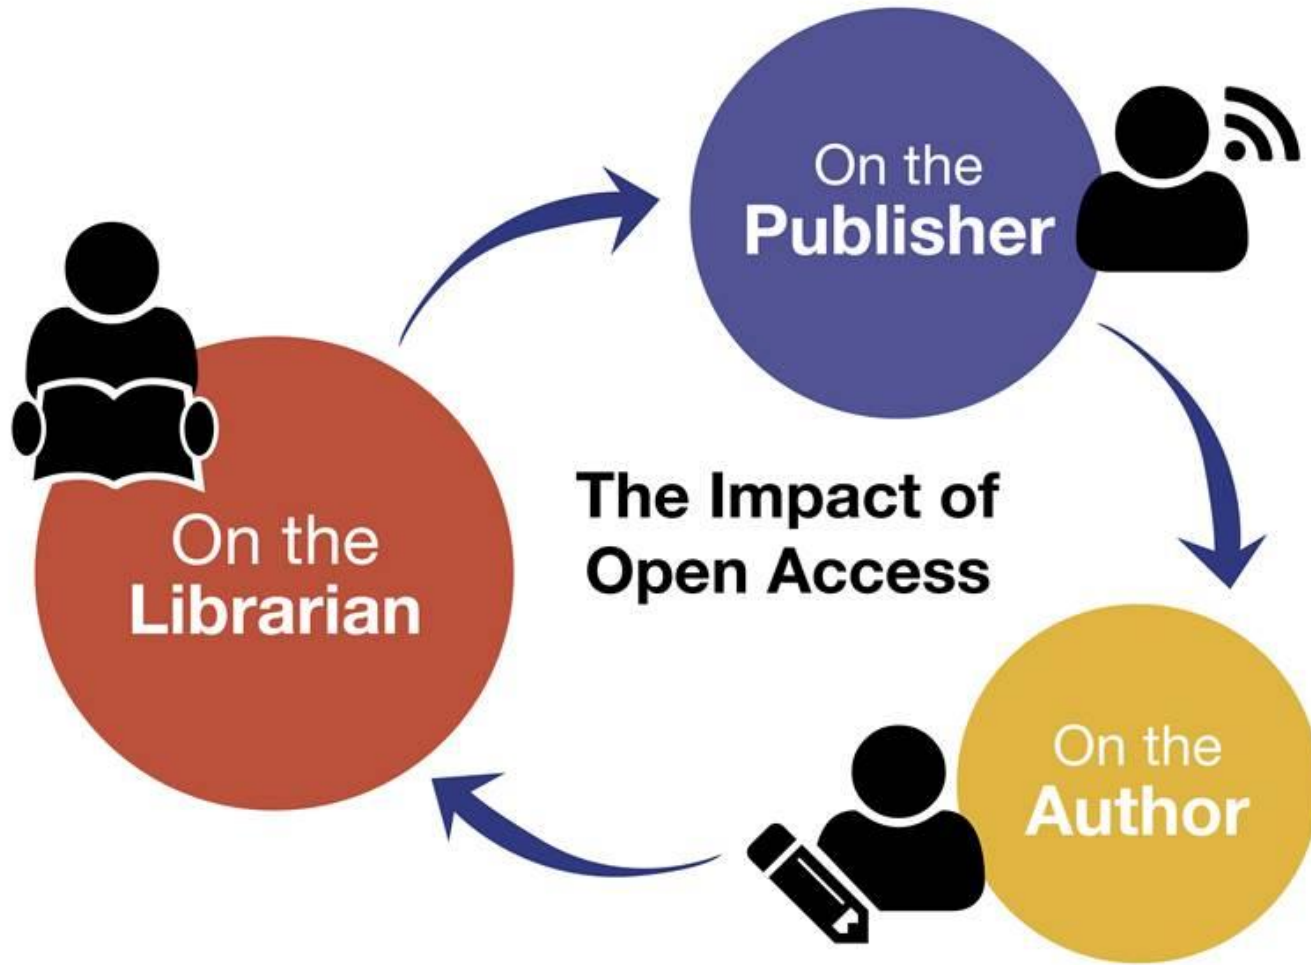 On the
Publisher
The Impact of
Open Access
On the
Librarian
On the
Author